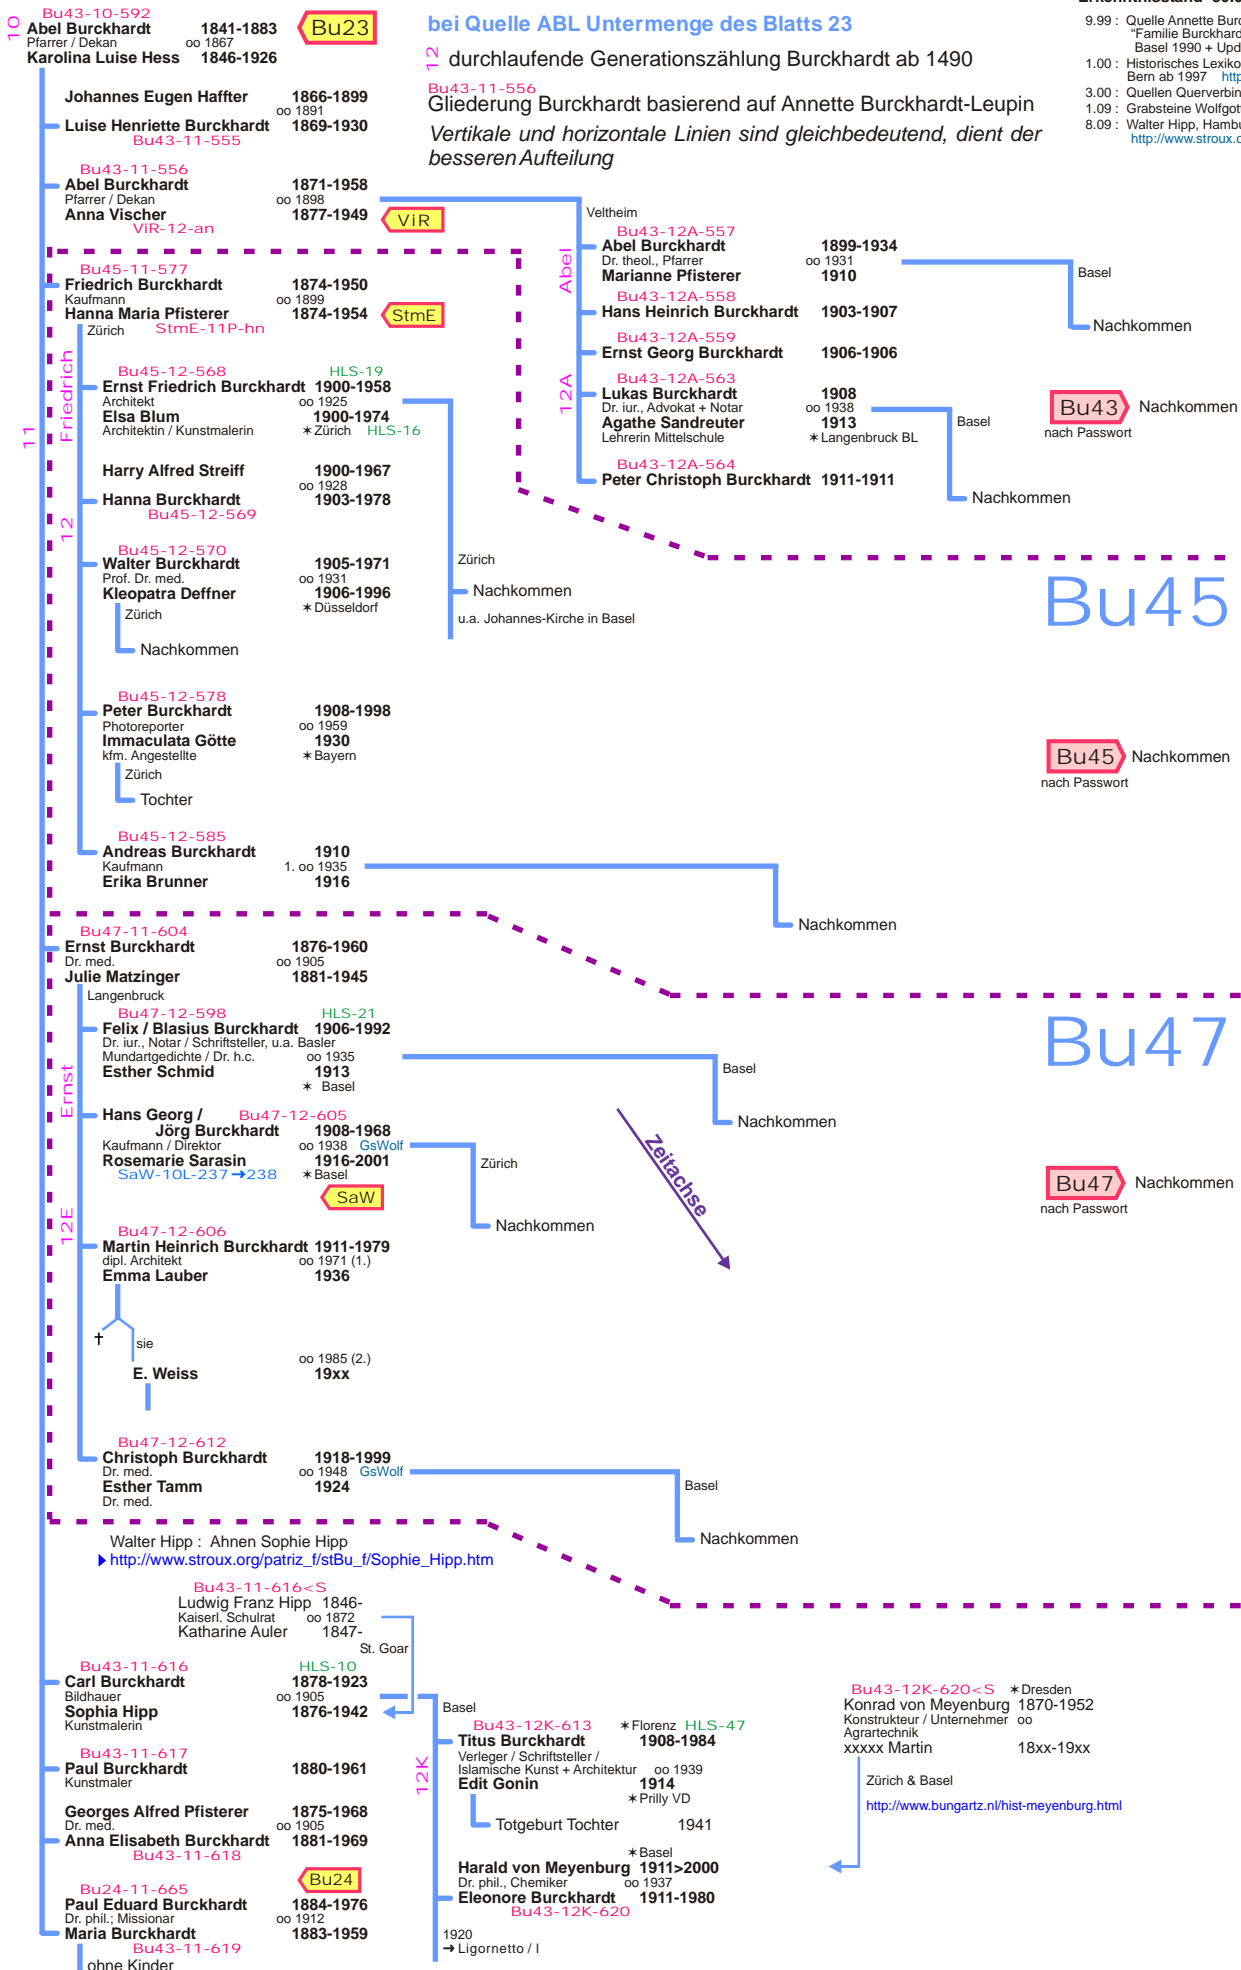 Bu43-10-592
10
Abel Burckhardt 1841-1883
Pfarrer / Dekan oo 1867
Karolina Luise Hess 1846-1926
Bu23
bei Quelle ABL Untermenge des Blatts 23
12 durchlaufende Generationszählung Burckhardt ab 1490
Bu43-11-556
Gliederung Burckhardt basierend auf Annette Burckhardt-Leupin
Vertikale und horizontale Linien sind gleichbedeutend, dient der
besseren Aufteilung
9.99 : Quelle Annette
"Familie
Basel 1990 +
1.00 : Historisches
Bern ab 1997
3.00 : Quellen
1.09 : Grabsteine
8.09 : Walter Hipp,
Johannes Eugen Haffter 1866-1899
oo 1891
Luise Henriette Burckhardt 1869-1930
Bu43-11-555
Bu43-11-556
Abel Burckhardt 1871-1958
Pfarrer / Dekan oo 1898
Anna Vischer 1877-1949
ViR-12-an
ViR
Veltheim
Abel
12A
Bu43-12A-557
Abel Burckhardt 1899-1934
Dr. theol., Pfarrer oo 1931
Marianne Pfisterer 1910
Basel
Nachkommen
Bu43-12A-558
Hans Heinrich Burckhardt 1903-1907
Bu43-12A-559
Ernst Georg Burckhardt 1906-1906
Bu43-12A-563
Lukas Burckhardt 1908
Dr. iur., Advokat + Notar oo 1938
Agathe Sandreuter 1913
Lehrerin Mittelschule ✶Langenbruck BL
Basel
Nachkommen
Bu43-12A-564
Peter Christoph Burckhardt 1911-1911
Bu43 Nachkommen
nach Passwort
11
Bu45-11-577
Friedrich Burckhardt 1874-1950
Kaufmann oo 1899
Hanna Maria Pfisterer 1874-1954
Zürich StmE-11P-hn
StmE
Friedrich
12
Bu45-12-568 HLS-19
Ernst Friedrich Burckhardt 1900-1958
Architekt oo 1925
Elsa Blum 1900-1974
Architektin / Kunstmalerin ✶Zürich HLS-16
Zürich
Nachkommen
u.a. Johannes-Kirche in Basel
Harry Alfred Streiff 1900-1967
oo 1928
Hanna Burckhardt 1903-1978
Bu45-12-569
Bu45-12-570
Walter Burckhardt 1905-1971
Prof. Dr. med. oo 1931
Kleopatra Deffner 1906-1996
✶Düsseldorf
Zürich
Nachkommen
Bu45
Bu45-12-578
Peter Burckhardt 1908-1998
Photoreporter oo 1959
Immaculata Götte 1930
kfm. Angestellte ✶Bayern
Zürich
Tochter
Bu45 Nachkommen
nach Passwort
Bu45-12-585
Andreas Burckhardt 1910
Kaufmann 1. oo 1935
Erika Brunner 1916
Nachkommen
Bu47-11-604
Ernst Burckhardt 1876-1960
Dr. med. oo 1905
Julie Matzinger 1881-1945
Langenbruck
Ernst
12E
Bu47-12-598 HLS-21
Felix / Blasius Burckhardt 1906-1992
Dr. iur., Notar / Schriftsteller, u.a. Basler
Mundartgedichte / Dr. h.c. oo 1935
Esther Schmid 1913
✶ Basel
Basel
Nachkommen
Bu47
Hans Georg / Bu47-12-605
Jörg Burckhardt 1908-1968
Kaufmann / Direktor oo 1938 GsWolf
Rosemarie Sarasin 1916-2001
SaW-10L-237➞238 ✶Basel
SaW
Zürich
Nachkommen
Zeitachse
Bu47 Nachkommen
nach Passwort
Bu47-12-606
Martin Heinrich Burckhardt 1911-1979
dipl. Architekt oo 1971 (1.)
Emma Lauber 1936
✝ sie
oo 1985 (2.)
E. Weiss 19xx
Bu47-12-612
Christoph Burckhardt 1918-1999
Dr. med. oo 1948 GsWolf
Esther Tamm 1924
Dr. med.
Basel
Nachkommen
Walter Hipp : Ahnen Sophie Hipp
http://www.stroux.org/patriz_f/stBu_f/Sophie_Hipp.htm
Bu43-11-616<S
Ludwig Franz Hipp 1846-
Kaiserl. Schulrat oo 1872
Katharine Auler 1847-
St. Goar
Bu43-11-616 HLS-10
Carl Burckhardt 1878-1923
Bildhauer oo 1905
Sophia Hipp 1876-1942
Kunstmalerin
Basel
12K
Bu43-12K-613 ✶Florenz HLS-47
Titus Burckhardt 1908-1984
Verleger / Schriftsteller /
Islamische Kunst + Architektur oo 1939
Edit Gonin 1914
✶Prilly VD
Totgeburt Tochter 1941
✶Basel
Harald von Meyenburg 1911>2000
Dr. phil., Chemiker oo 1937
Eleonore Burckhardt 1911-1980
Bu43-12K-620
1920
➞Ligornetto / I
Bu43-12K-620<S ✶Dresden
Konrad von Meyenburg 1870-1952
Konstrukteur / Unternehmer oo
Agrartechnik
xxxxx Martin 18xx-19xx
Zürich & Basel
http://www.bungartz.nl/hist-meyenburg.html
Bu43-11-617
Paul Burckhardt 1880-1961
Kunstmaler
Georges Alfred Pfisterer 1875-1968
Dr. med. oo 1905
Anna Elisabeth Burckhardt 1881-1969
Bu43-11-618
Bu24
Bu24-11-665
Paul Eduard Burckhardt 1884-1976
Dr. phil.; Missionar oo 1912
Maria Burckhardt 1883-1959
Bu43-11-619
ohne Kinder